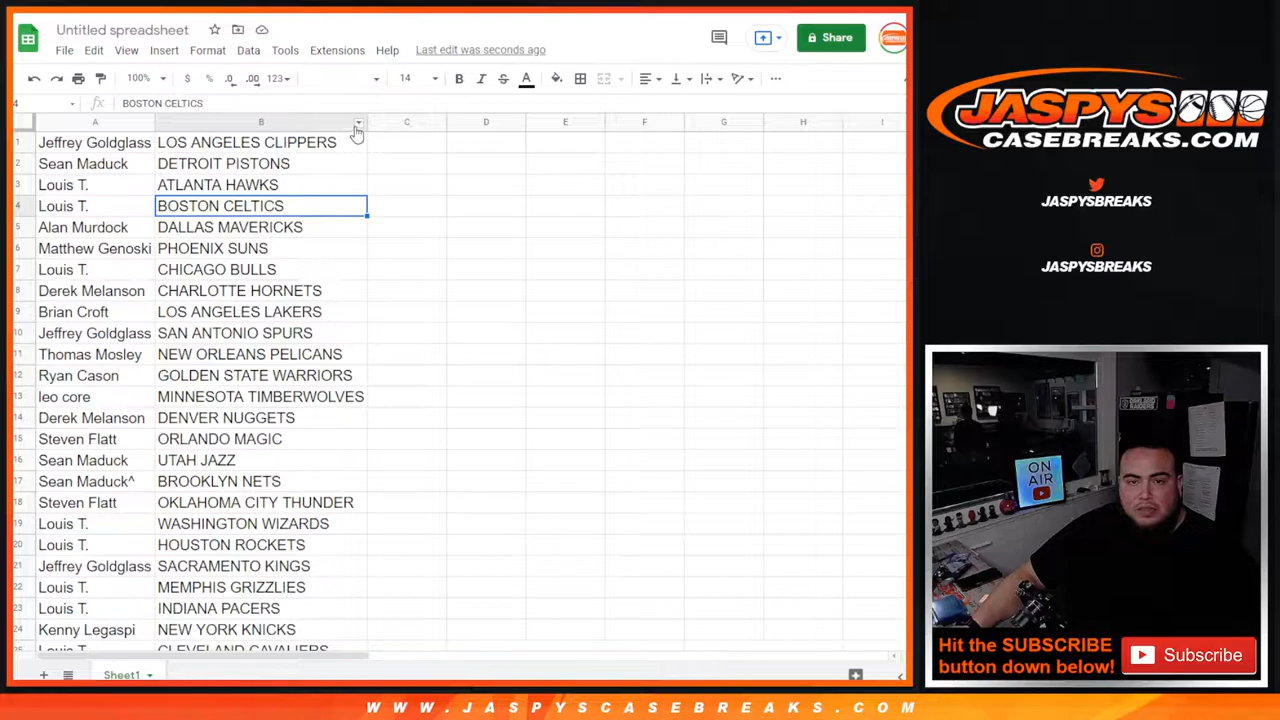 Untitled spreadsheet
File Edit View Insert Format Data Tools Extensions Help Last edit was seconds ago
Share
100% $ % .0 .00 123 14 B I S A
4 fx BOSTON CELTICS
A B C D E F G H I
1 Jeffrey Goldglass LOS ANGELES CLIPPERS
2 Sean Maduck DETROIT PISTONS
3 Louis T. ATLANTA HAWKS
4 Louis T. BOSTON CELTICS
5 Alan Murdock DALLAS MAVERICKS
6 Matthew Genoski PHOENIX SUNS
7 Louis T. CHICAGO BULLS
8 Derek Melanson CHARLOTTE HORNETS
9 Brian Croft LOS ANGELES LAKERS
10 Jeffrey Goldglass SAN ANTONIO SPURS
11 Thomas Mosley NEW ORLEANS PELICANS
12 Ryan Cason GOLDEN STATE WARRIORS
13 leo core MINNESOTA TIMBERWOLVES
14 Derek Melanson DENVER NUGGETS
15 Steven Flatt ORLANDO MAGIC
16 Sean Maduck UTAH JAZZ
17 Sean Maduck^ BROOKLYN NETS
18 Steven Flatt OKLAHOMA CITY THUNDER
19 Louis T. WASHINGTON WIZARDS
20 Louis T. HOUSTON ROCKETS
21 Jeffrey Goldglass SACRAMENTO KINGS
22 Louis T. MEMPHIS GRIZZLIES
23 Louis T. INDIANA PACERS
24 Kenny Legaspi NEW YORK KNICKS
25 Louis T. CLEVELAND CAVALIERS
Sheet1
JASPYS
CASEBREAKS.COM
JASPYSBREAKS
JASPYSBREAKS
ON
AIR
Hit the SUBSCRIBE
button down below!
Subscribe
WWW.JASPYSCASEBREAKS.COM